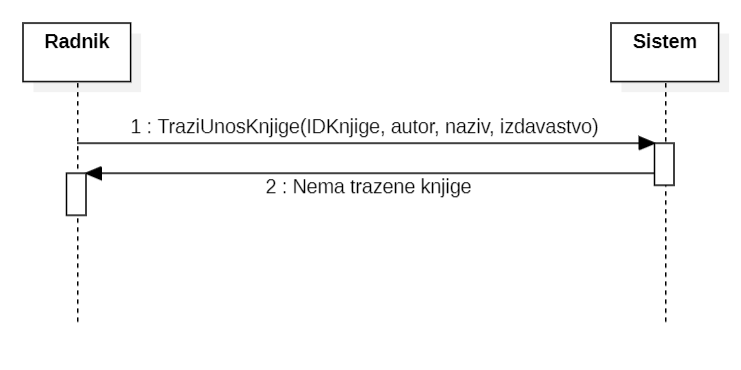 Radnik
Sistem
1 : TraziUnosKnjige(IDKnjige, autor, naziv, izdavastvo)
2 : Nema trazene knjige